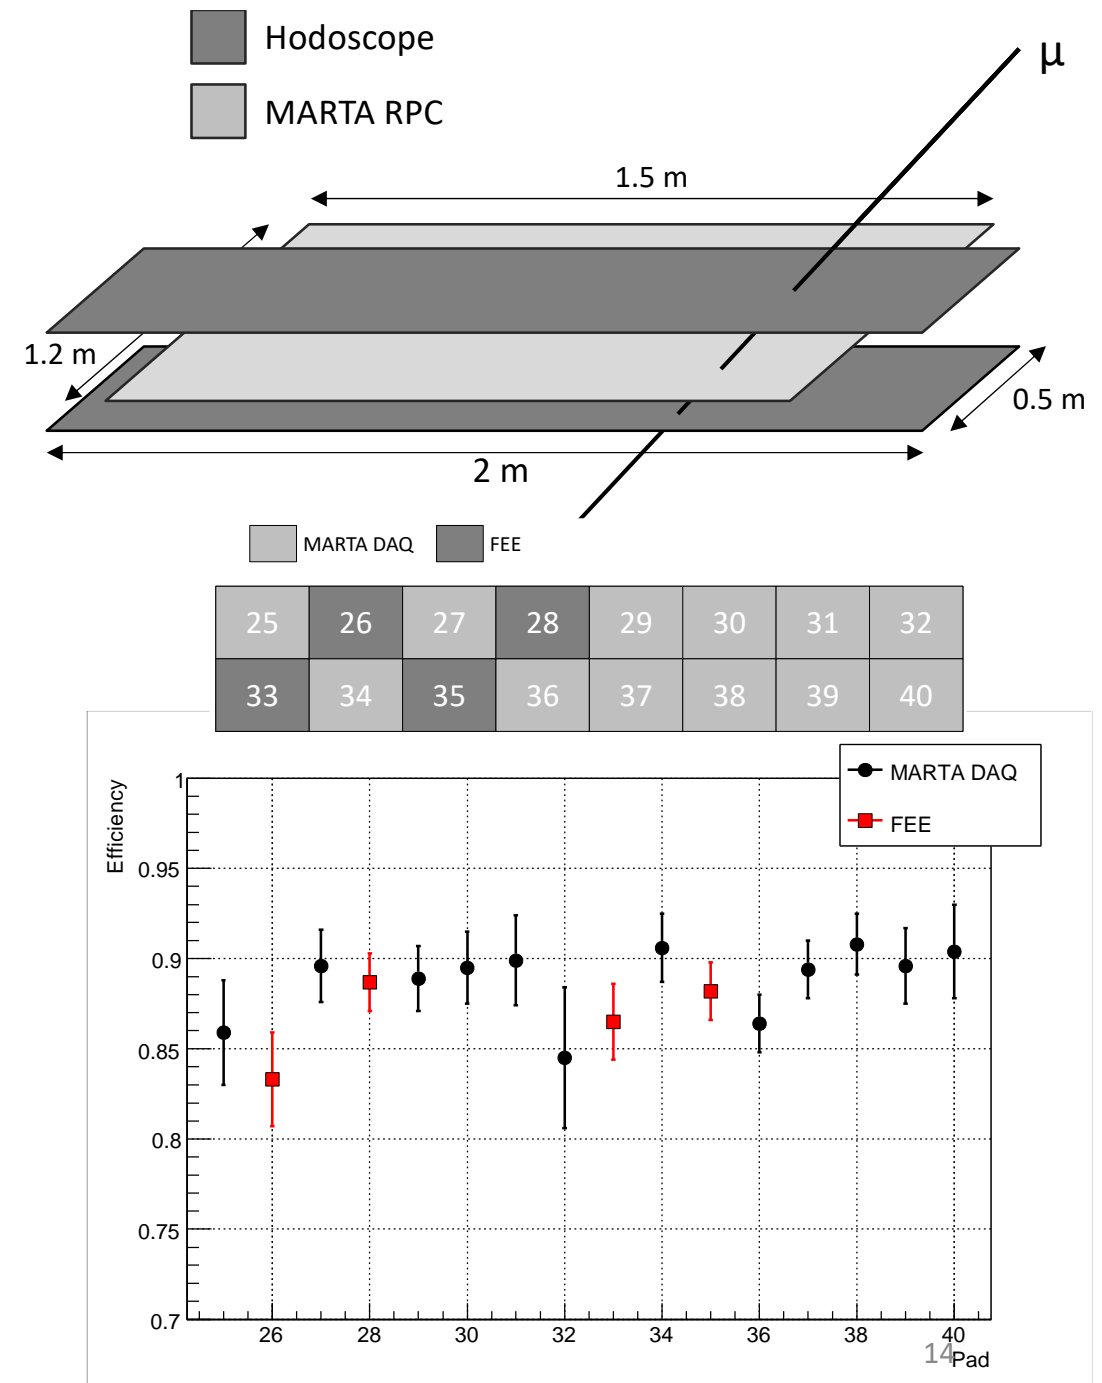 Hodoscope
μ
MARTA RPC
1.5 m
1.2 m
0.5 m
2 m
MARTA DAQ FEE
25 26 27 28 29 30 31 32
33 34 35 36 37 38 39 40
MARTA DAQ
FEE
Efficiency
1
0.95
0.9
0.85
0.8
0.75
0.7
26 28 30 32 34 36 38 40
14
Pad